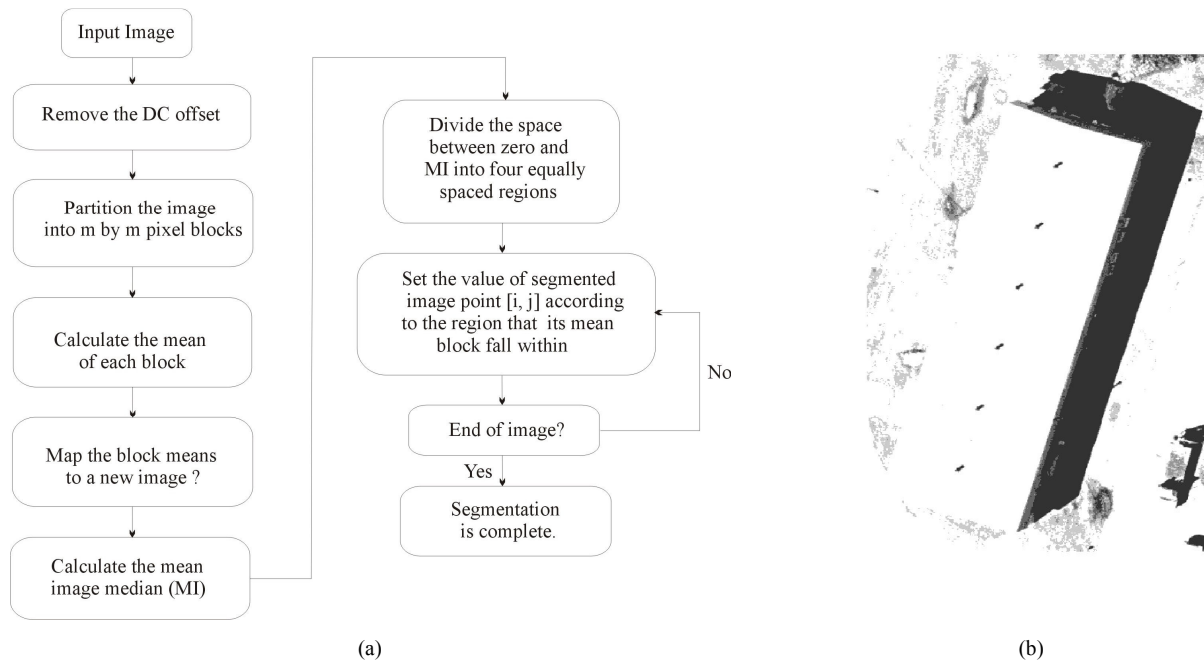 Input Image
Remove the DC offset
Partition the image
into m by m pixel blocks
Calculate the mean
of each block
Map the block means
to a new image ?
Calculate the mean
image median (MI)
Divide the space
between zero and
MI into four equally
spaced regions
Set the value of segmented
image point [i, j] according
to the region that its mean
block fall within
No
End of image?
Yes
Segmentation
is complete.
(a)
(b)